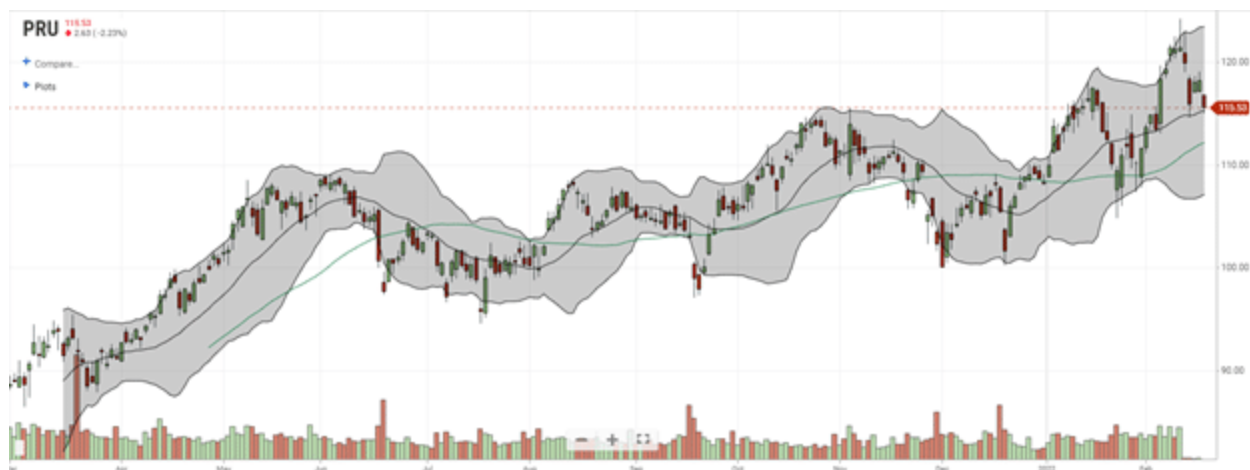 PRU 115.53
2.63 (-2.23%)
Compare...
Plots
120.00
115.53
110.00
100.00
90.00
Apr May Jun Jul Aug Sep Oct Nov Dec 2022 Feb